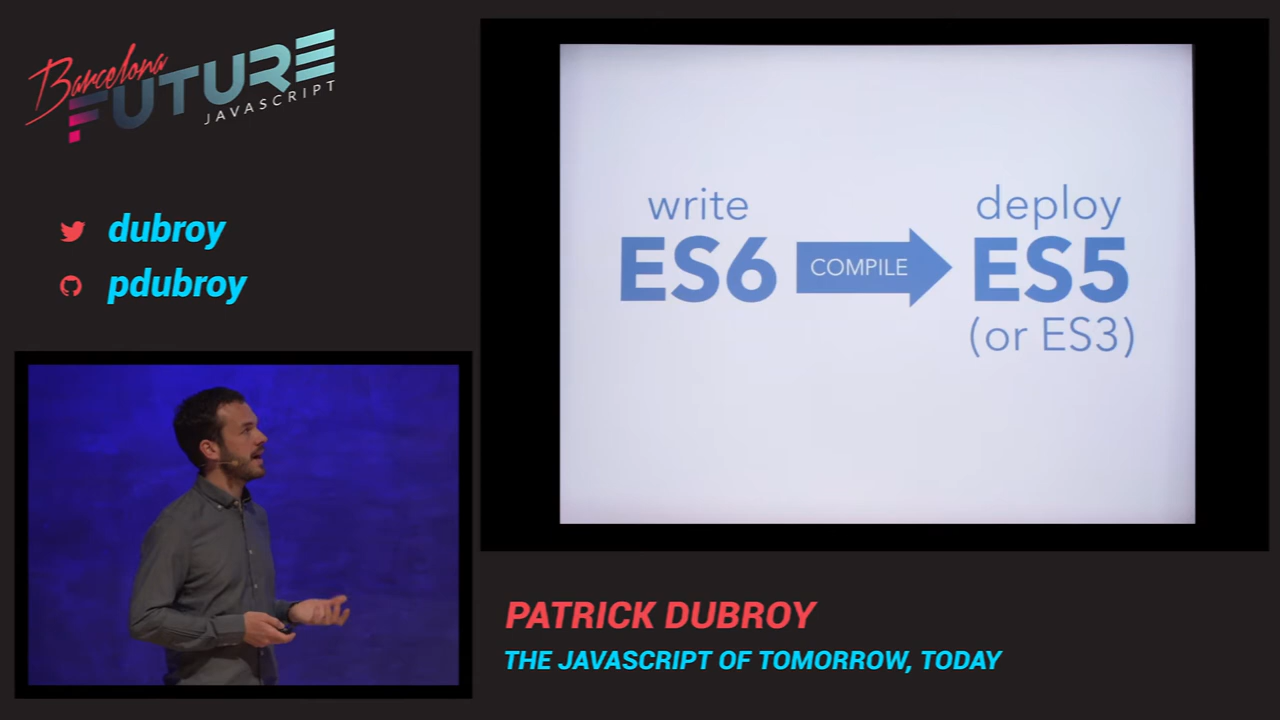 Barcelona
FUTURE
JAVASCRIPT
dubroy
pdubroy
write
ES6
COMPILE
deploy
ES5
(or ES3)
PATRICK DUBROY
THE JAVASCRIPT OF TOMORROW, TODAY